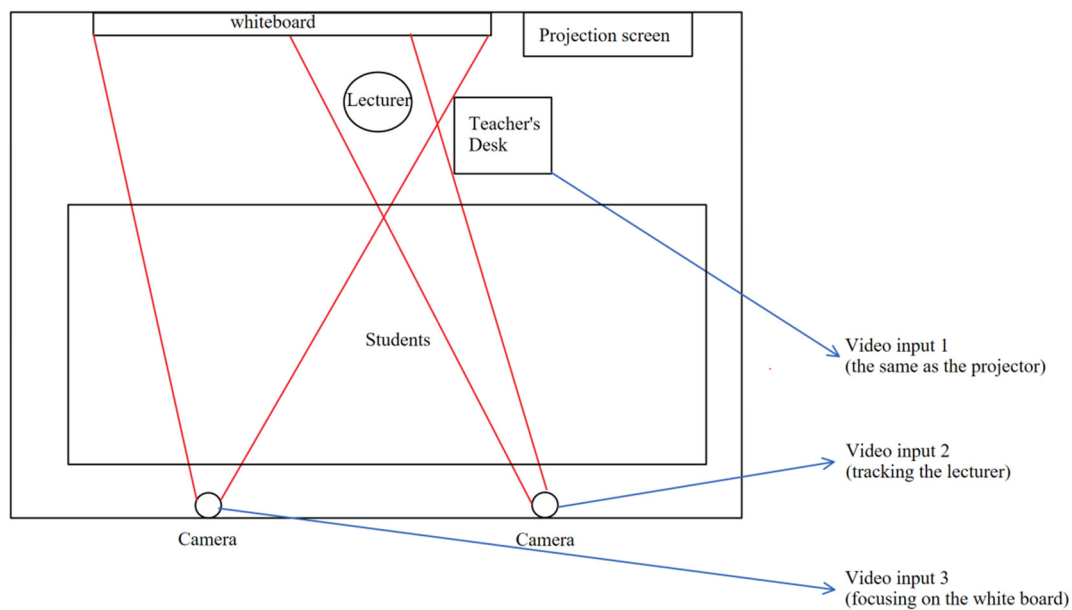 whiteboard
Projection screen
Lecturer
Teacher's
Desk
Students
Video input 1
(the same as the projector)
Video input 2
(tracking the lecturer)
Camera
Camera
Video input 3
(focusing on the white board)